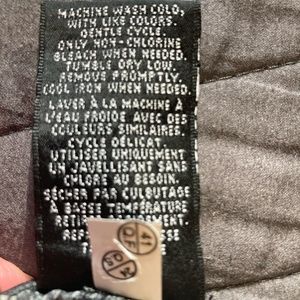 MACHINE WASH COLD,
WITH LIKE COLORS.
GENTLE CYCLE.
ONLY NON-CHLORINE
BLEACH WHEN NEEDED.
TUMBLE DRY LOW.
REMOVE PROMPTLY.
COOL IRON WHEN NEEDED.
LAVER À LA MACHINE À
L'EAU FROIDE AVEC DES
COULEURS SIMILAIRES.
CYCLE DÉLICAT.
UTILISER UNIQUEMENT
UN JAVELLISANT SANS
CHLORE AU BESOIN.
SÉCHER PAR CULBUTAGE
À BASSE TEMPÉRATURE